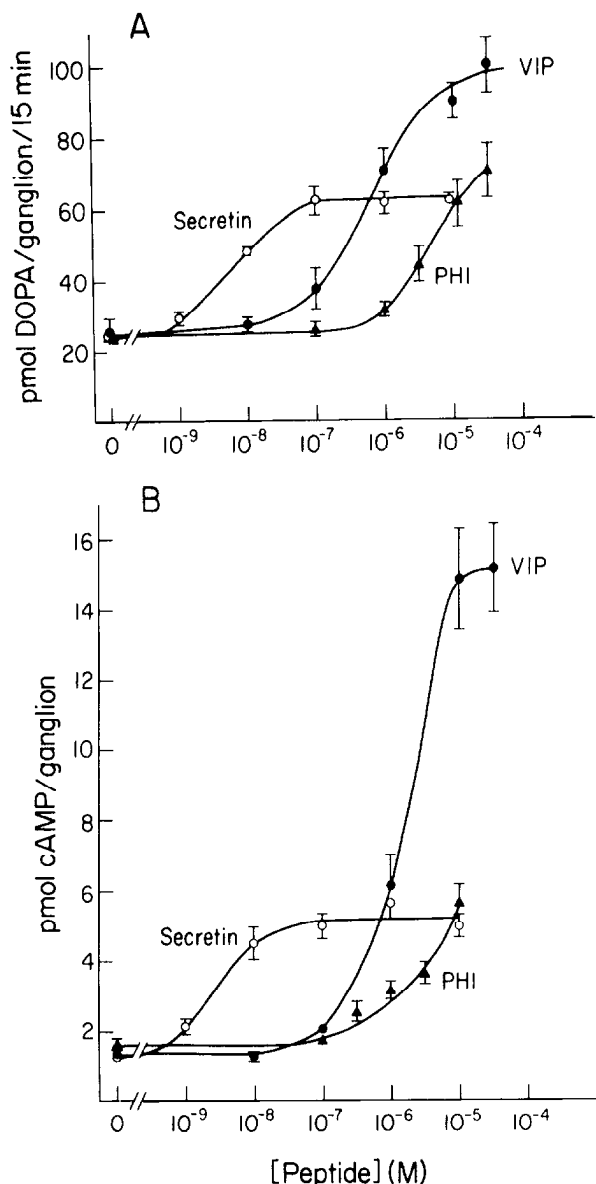 A
pmol DOPA/ganglion/15 min
100
80
60
40
20
VIP
Secretin
PHI
0 10⁻⁹ 10⁻⁸ 10⁻⁷ 10⁻⁶ 10⁻⁵ 10⁻⁴
B
pmol cAMP/ganglion
16
14
12
10
8
6
4
2
VIP
Secretin
PHI
0 10⁻⁹ 10⁻⁸ 10⁻⁷ 10⁻⁶ 10⁻⁵ 10⁻⁴
[Peptide] (M)